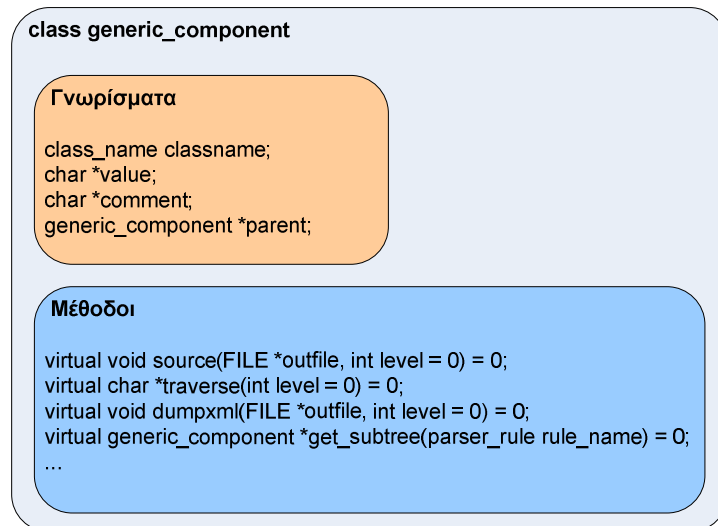 class generic_component
Γνωρίσματα
class_name classname;
char *value;
char *comment;
generic_component *parent;
Μέθοδοι
virtual void source(FILE *outfile, int level = 0) = 0;
virtual char *traverse(int level = 0) = 0;
virtual void dumpxml(FILE *outfile, int level = 0) = 0;
virtual generic_component *get_subtree(parser_rule rule_name) = 0;
...